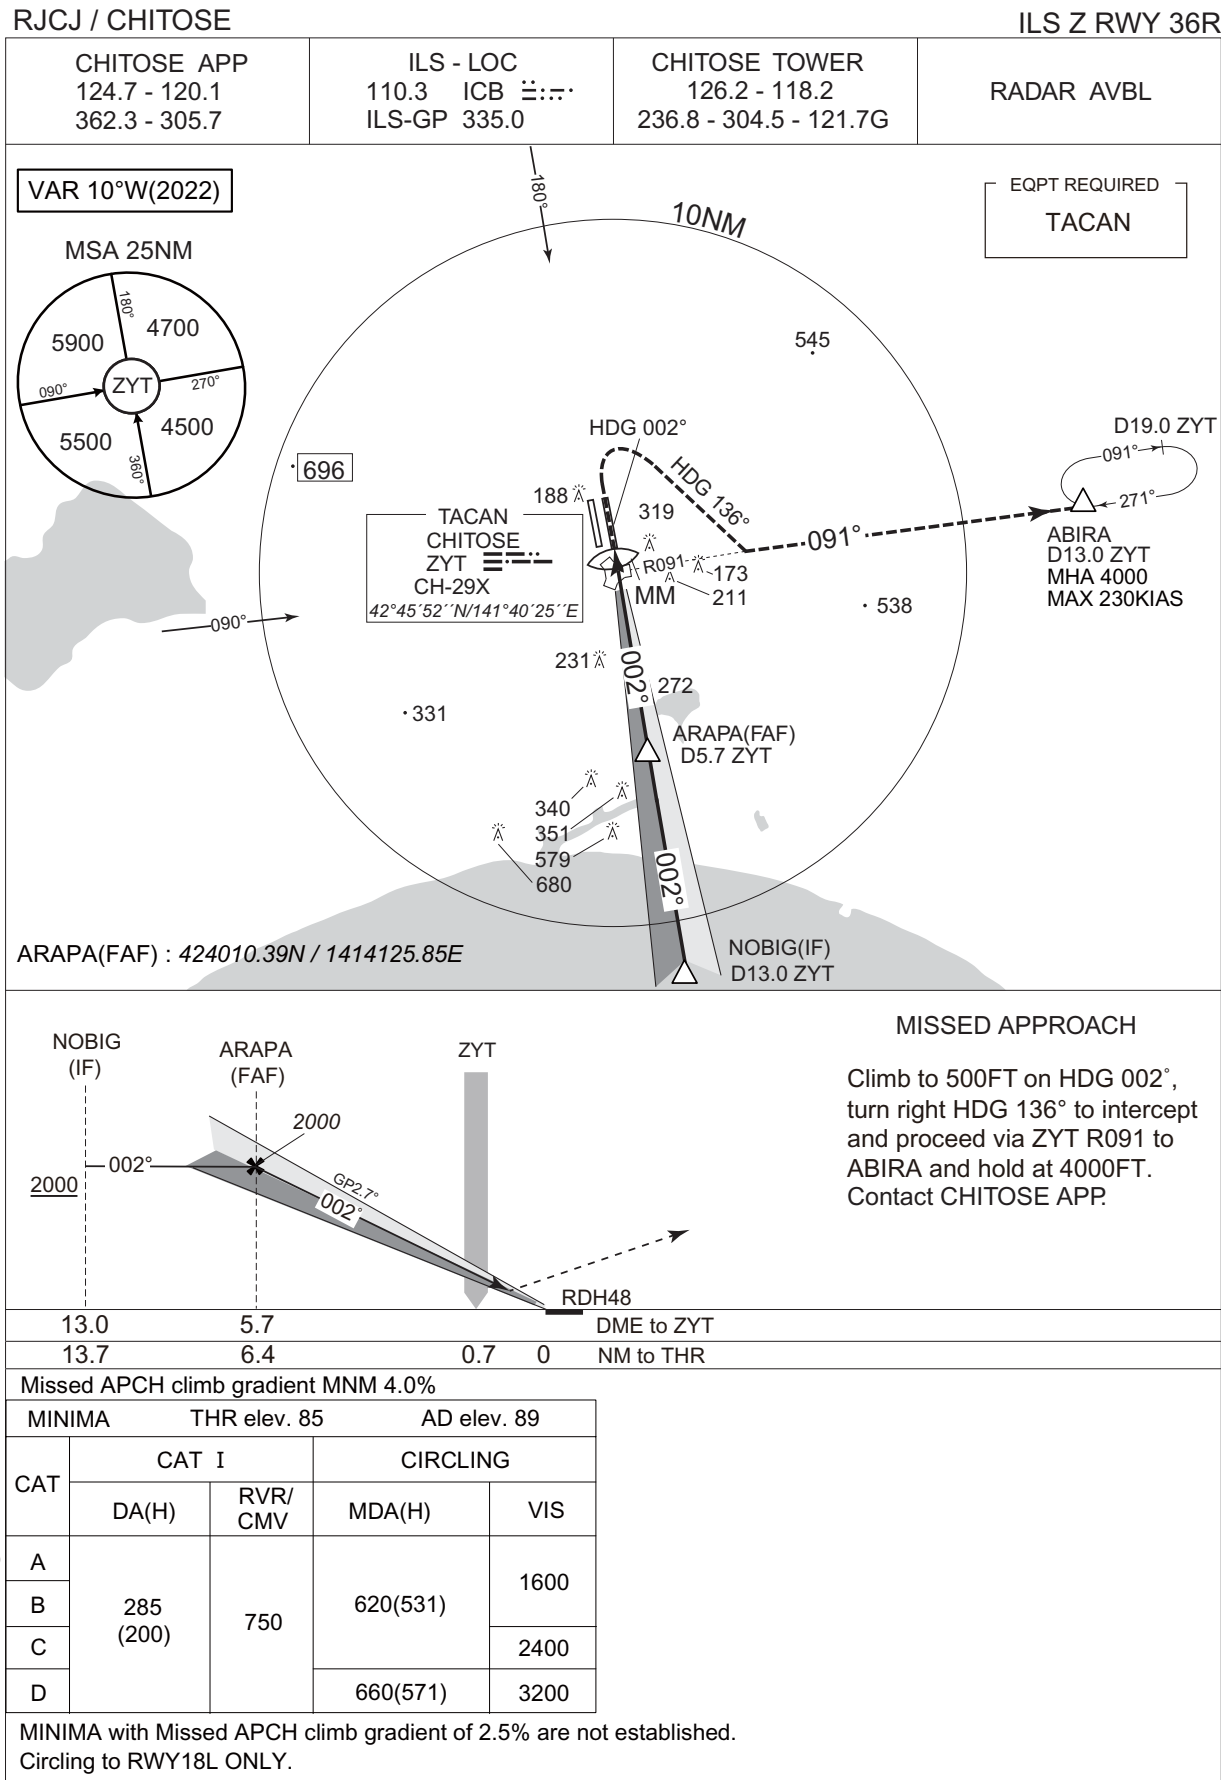 RJCJ / CHITOSE
ILS Z RWY 36R
CHITOSE APP
124.7 - 120.1
362.3 - 305.7
ILS - LOC
110.3 ICB
ILS-GP 335.0
CHITOSE TOWER
126.2 - 118.2
236.8 - 304.5 - 121.7G
RADAR AVBL
VAR 10°W(2022)
MSA 25NM
180°
5900
4700
090°
ZYT
270°
5500
4500
360°
180°
10NM
EQPT REQUIRED
TACAN
545
696
HDG 002°
HDG 136°
188
319
TACAN
CHITOSE
ZYT
CH-29X
42°45´52´´N/141°40´25´´E
R091
173
211
MM
091°
D19.0 ZYT
091°
271°
ABIRA
D13.0 ZYT
MHA 4000
MAX 230KIAS
538
090°
231
002°
272
331
ARAPA(FAF)
D5.7 ZYT
340
351
579
680
002°
NOBIG(IF)
D13.0 ZYT
ARAPA(FAF) : 424010.39N / 1414125.85E
NOBIG
(IF)
ARAPA
(FAF)
ZYT
2000
002°
2000
GP2.7°
002°
RDH48
MISSED APPROACH
Climb to 500FT on HDG 002°,
turn right HDG 136° to intercept
and proceed via ZYT R091 to
ABIRA and hold at 4000FT.
Contact CHITOSE APP.
13.0 5.7 DME to ZYT
13.7 6.4 0.7 0 NM to THR
Missed APCH climb gradient MNM 4.0%
MINIMA THR elev. 85 AD elev. 89
CAT
CAT I
CIRCLING
DA(H)
RVR/
CMV
MDA(H)
VIS
A
B
C
D
285
(200)
750
620(531)
1600
2400
660(571)
3200
MINIMA with Missed APCH climb gradient of 2.5% are not established.
Circling to RWY18L ONLY.